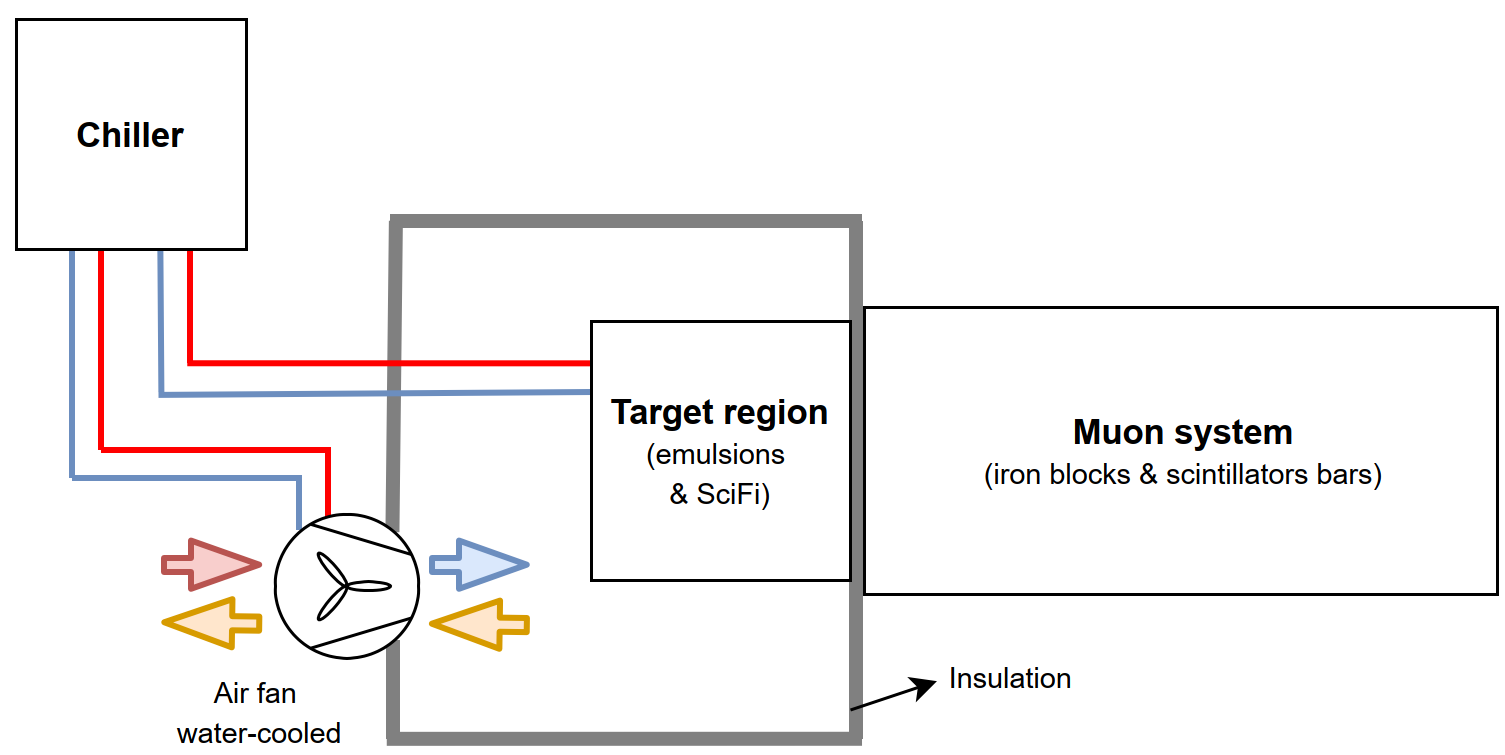 Chiller
Target region
(emulsions
& SciFi)
Muon system
(iron blocks & scintillators bars)
Insulation
Air fan
water-cooled